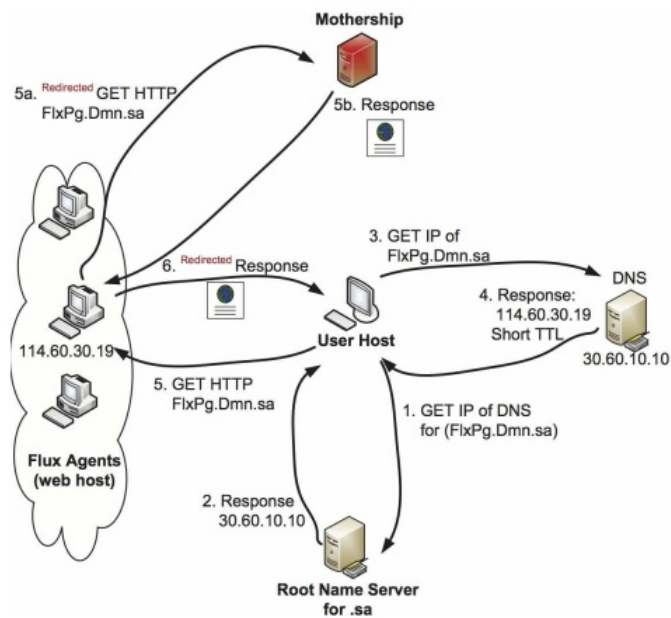 Mothership
5a. Redirected GET HTTP
FlxPg.Dmn.sa
5b. Response
3. GET IP of
FlxPg.Dmn.sa
6. Redirected Response
DNS
4. Response:
114.60.30.19
Short TTL
User Host
30.60.10.10
114.60.30.19
5. GET HTTP
FlxPg.Dmn.sa
1. GET IP of DNS
for (FlxPg.Dmn.sa)
Flux Agents
(web host)
2. Response
30.60.10.10
Root Name Server
for .sa